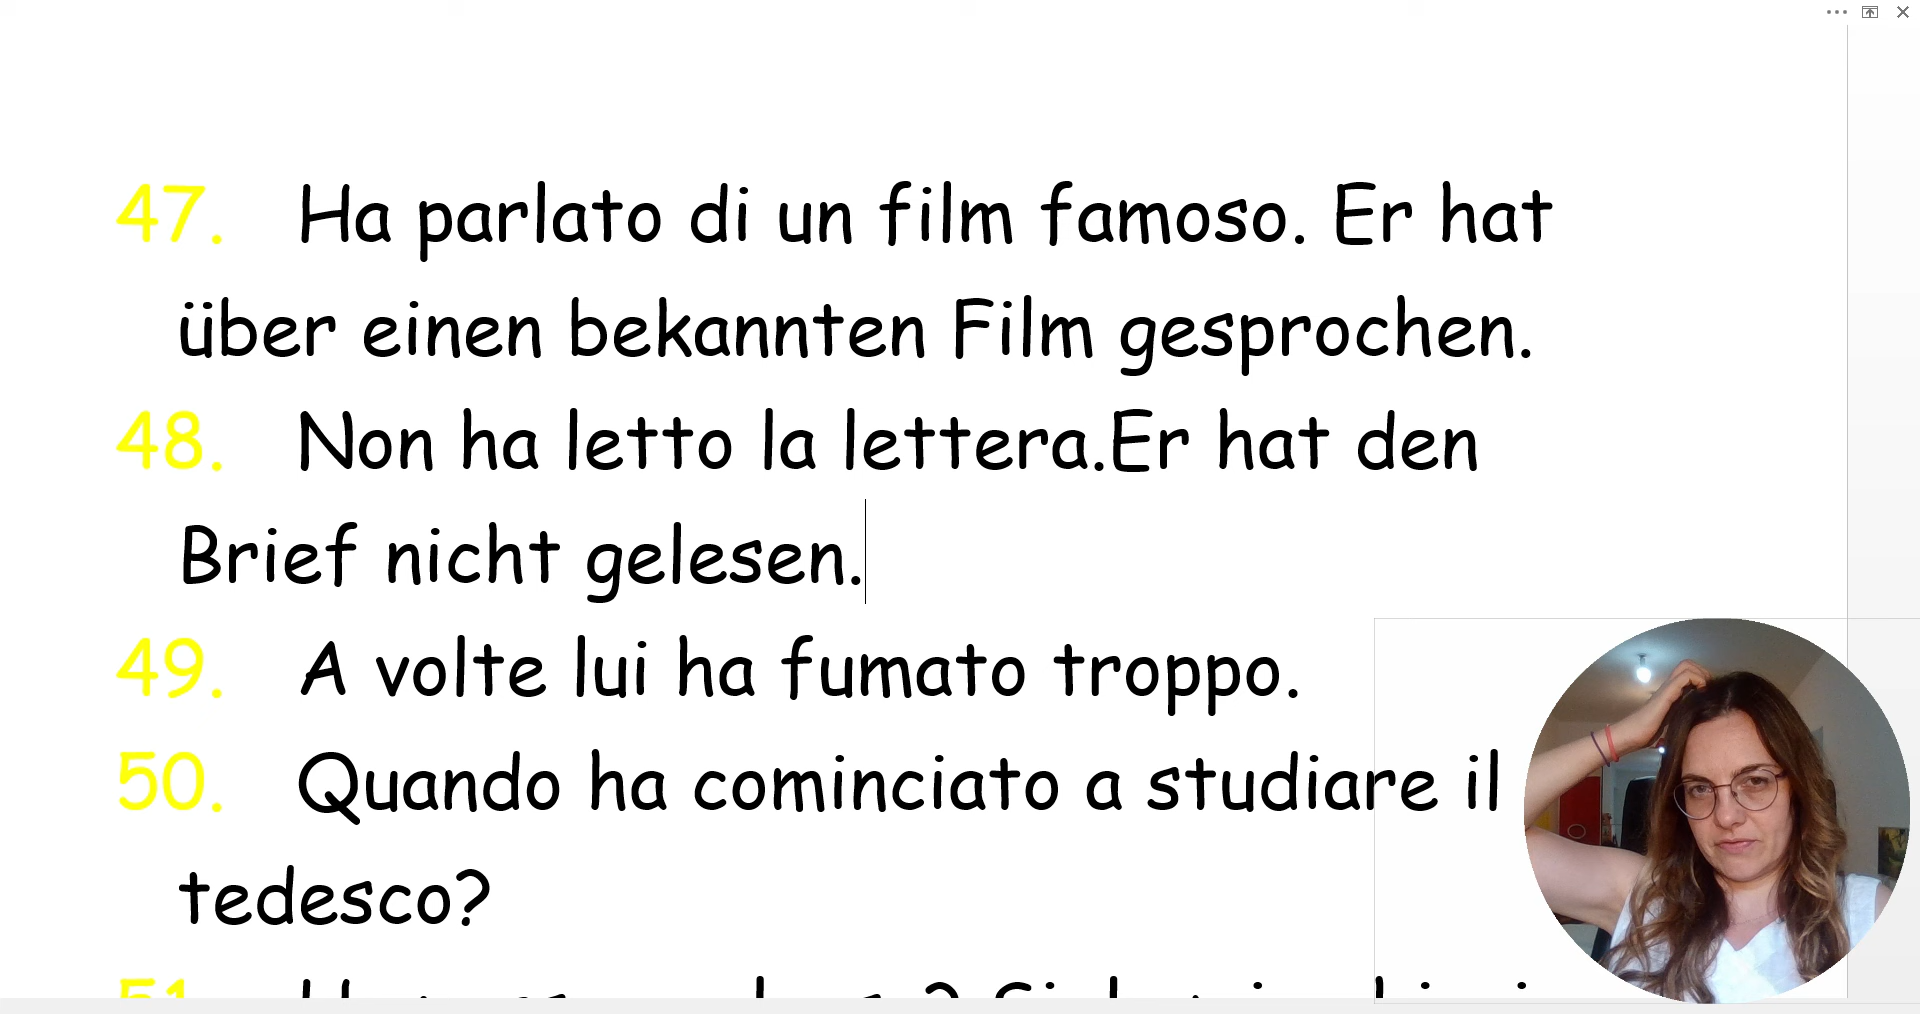 47. Ha parlato di un film famoso. Er hat
über einen bekannten Film gesprochen.
48. Non ha letto la lettera.Er hat den
Brief nicht gelesen.
49. A volte lui ha fumato troppo.
50. Quando ha cominciato a studiare il
tedesco?
51.